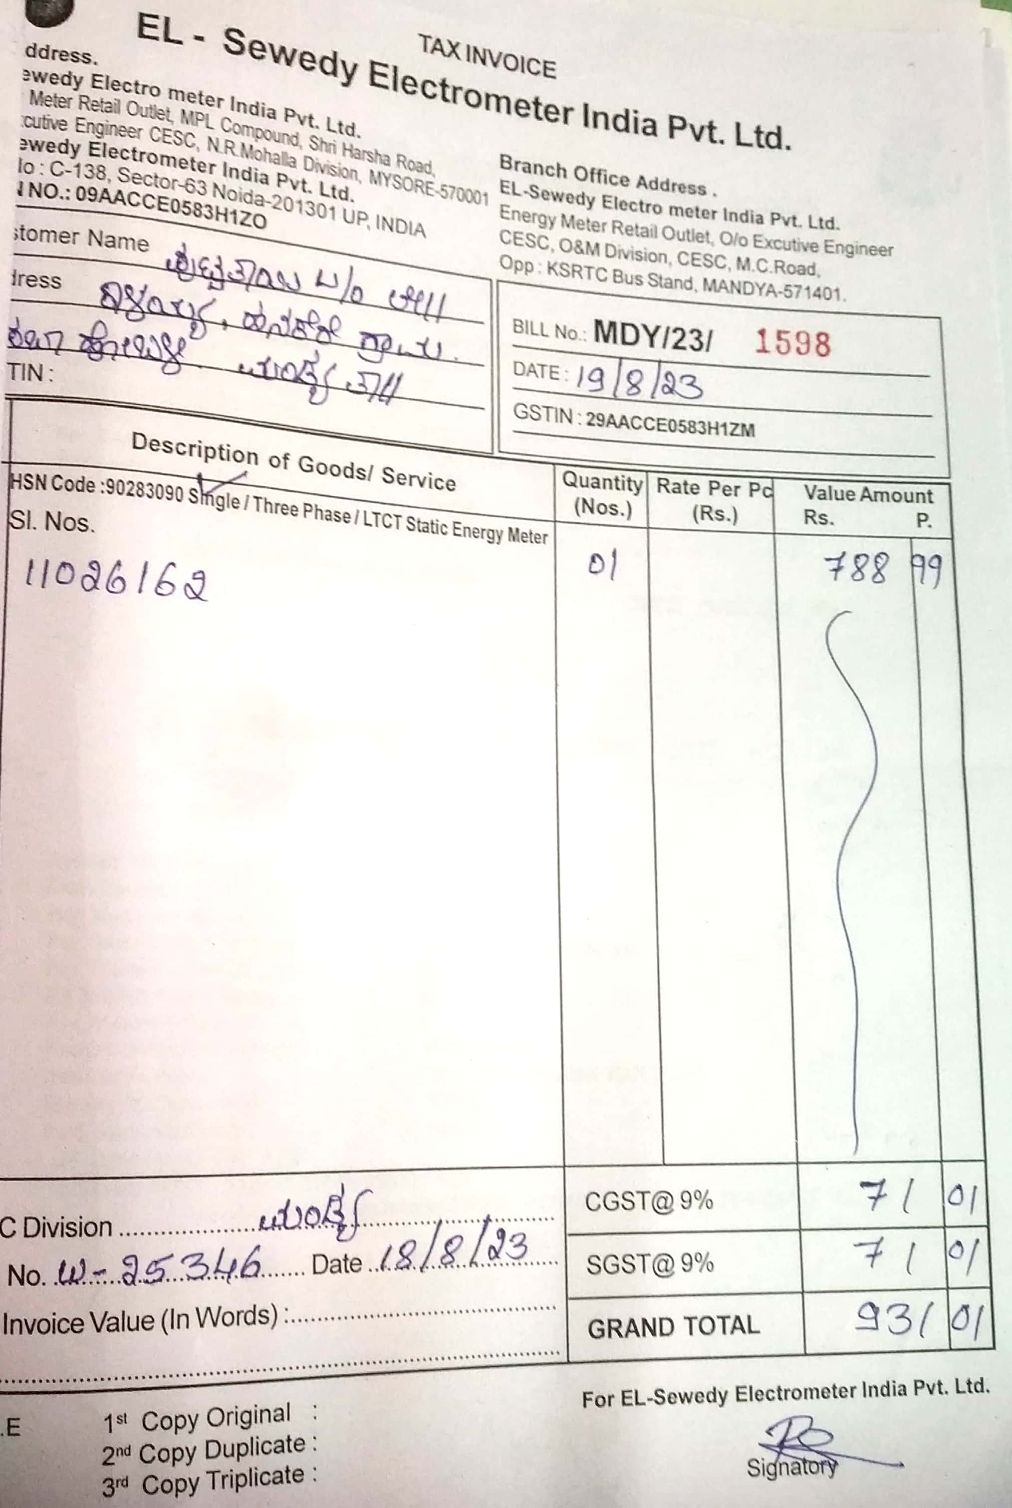 TAX INVOICE
EL - Sewedy Electrometer India Pvt. Ltd.
ddress.
ewedy Electro meter India Pvt. Ltd.
Meter Retail Outlet, MPL Compound, Shri Harsha Road,
cutive Engineer CESC, N.R.Mohalla Division, MYSORE-570001
ewedy Electrometer India Pvt. Ltd.
lo : C-138, Sector-63 Noida-201301 UP, INDIA
NO.: 09AACCE0583H1ZO
Branch Office Address .
EL-Sewedy Electro meter India Pvt. Ltd.
Energy Meter Retail Outlet, O/o Excutive Engineer
CESC, O&M Division, CESC, M.C.Road,
Opp : KSRTC Bus Stand, MANDYA-571401.
stomer Name
dress
TIN :
BILL No.: MDY/23/ 1598
DATE : 19/8/23
GSTIN : 29AACCE0583H1ZM
Description of Goods/ Service
Quantity (Nos.)
Rate Per Pc (Rs.)
Value Amount
Rs. P.
HSN Code :90283090 Single / Three Phase / LTCT Static Energy Meter
Sl. Nos.
11026162 01 788 99
CGST@ 9% 71 01
C Division ಮಂಡ್ಯ
SGST@ 9% 71 01
No. W-25346 Date 18/8/23
Invoice Value (In Words) :
GRAND TOTAL 931 01
For EL-Sewedy Electrometer India Pvt. Ltd.
.E 1st Copy Original :
2nd Copy Duplicate :
3rd Copy Triplicate :
Signatory